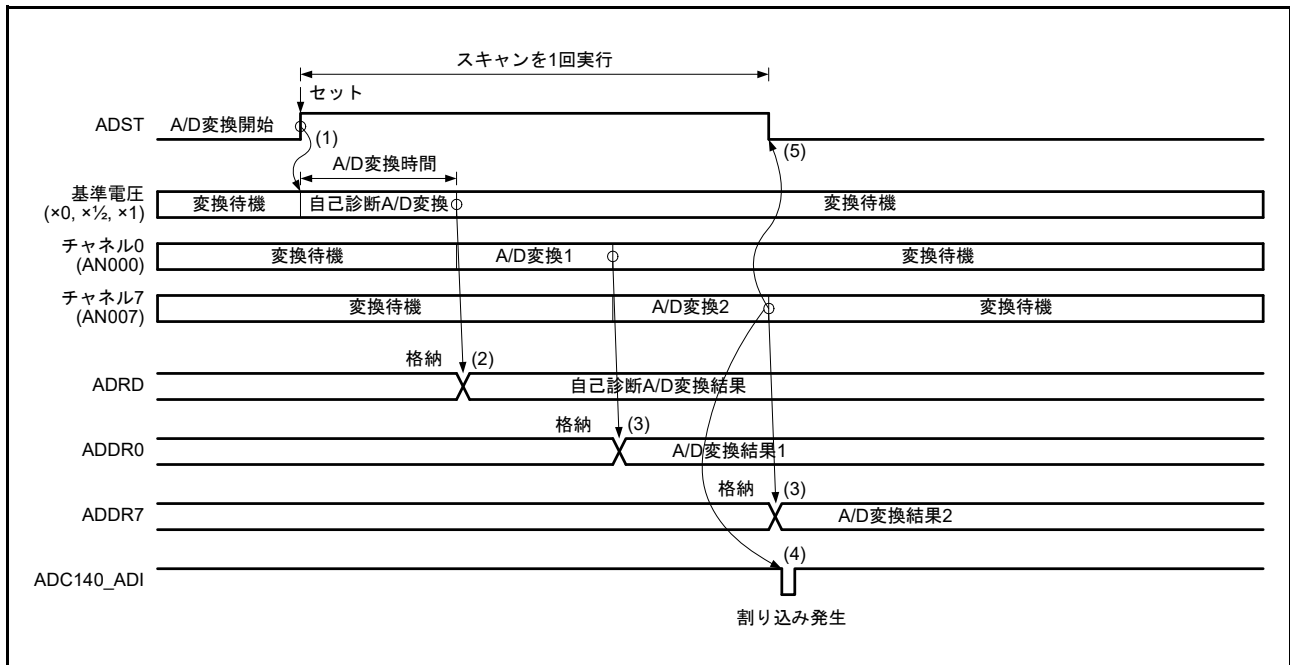 スキャンを1回実行
セット
ADST
A/D変換開始
(1)
(5)
A/D変換時間
基準電圧
(×0, ×½, ×1)
変換待機
自己診断A/D変換
変換待機
チャネル0
(AN000)
変換待機
A/D変換1
変換待機
チャネル7
(AN007)
変換待機
A/D変換2
変換待機
格納
(2)
ADRD
自己診断A/D変換結果
格納
(3)
ADDR0
A/D変換結果1
格納
(3)
ADDR7
A/D変換結果2
(4)
ADC140_ADI
割り込み発生